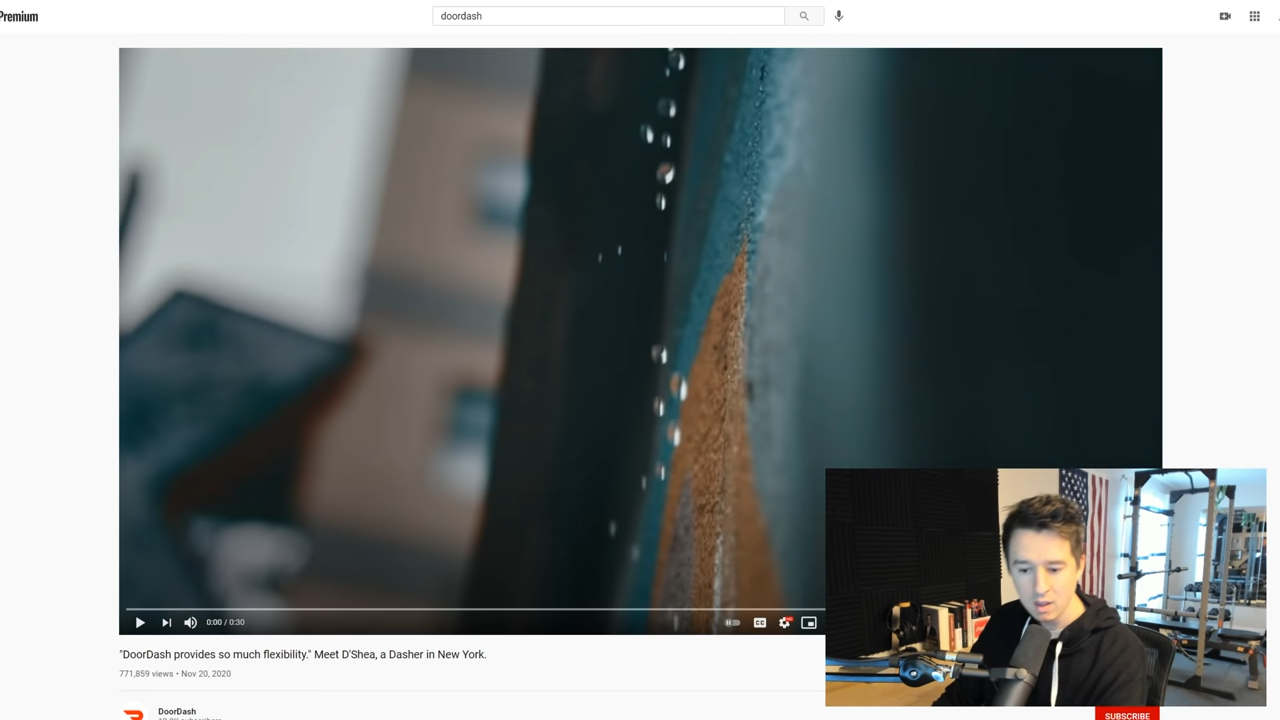 Premium
doordash
0:00 / 0:30
CC
"DoorDash provides so much flexibility." Meet D'Shea, a Dasher in New York.
771,859 views • Nov 20, 2020
DoorDash
SUBSCRIBE